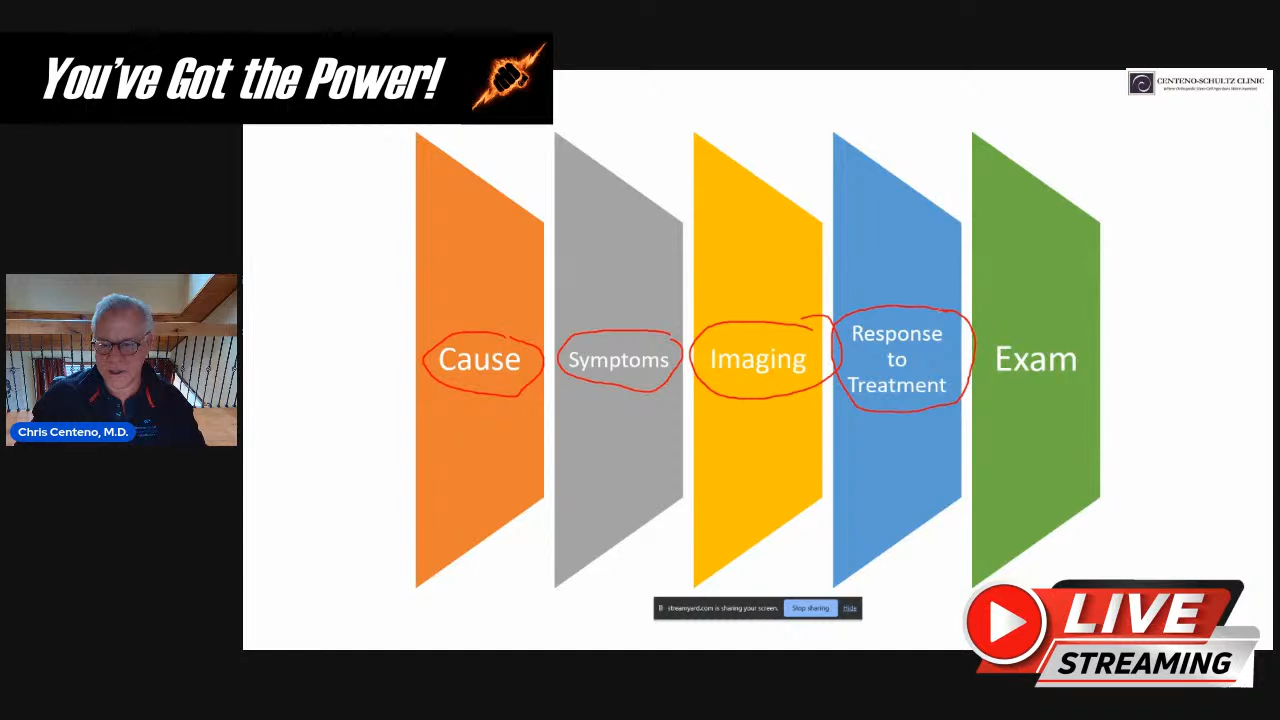 You've Got the Power!
CENTENO-SCHULTZ CLINIC
Cause
Symptoms
Imaging
Response
to
Treatment
Exam
Chris Centeno, M.D.
streamyard.com is sharing your screen.
Stop sharing
Hide
LIVE
STREAMING